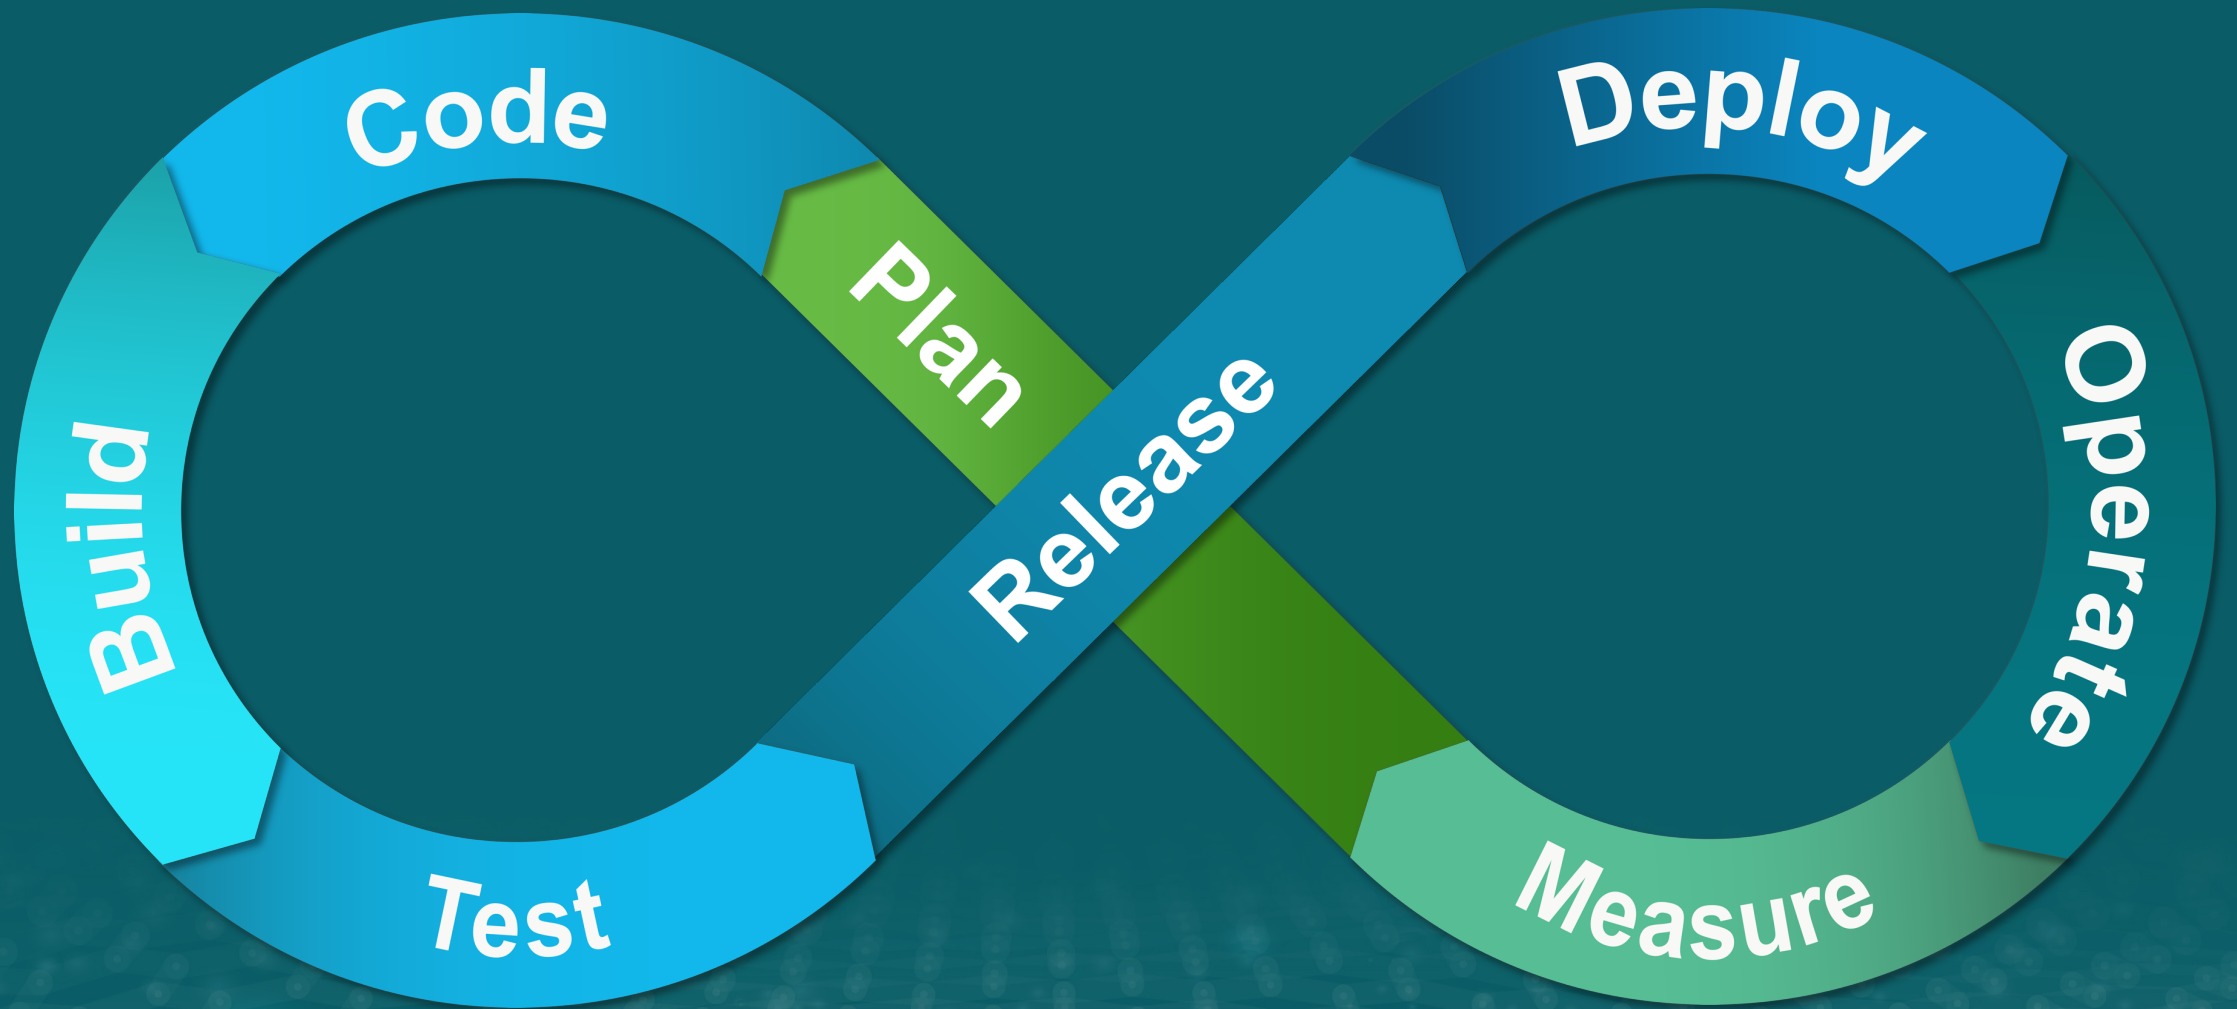 Plan
Code
Build
Test
Release
Deploy
Operate
Measure